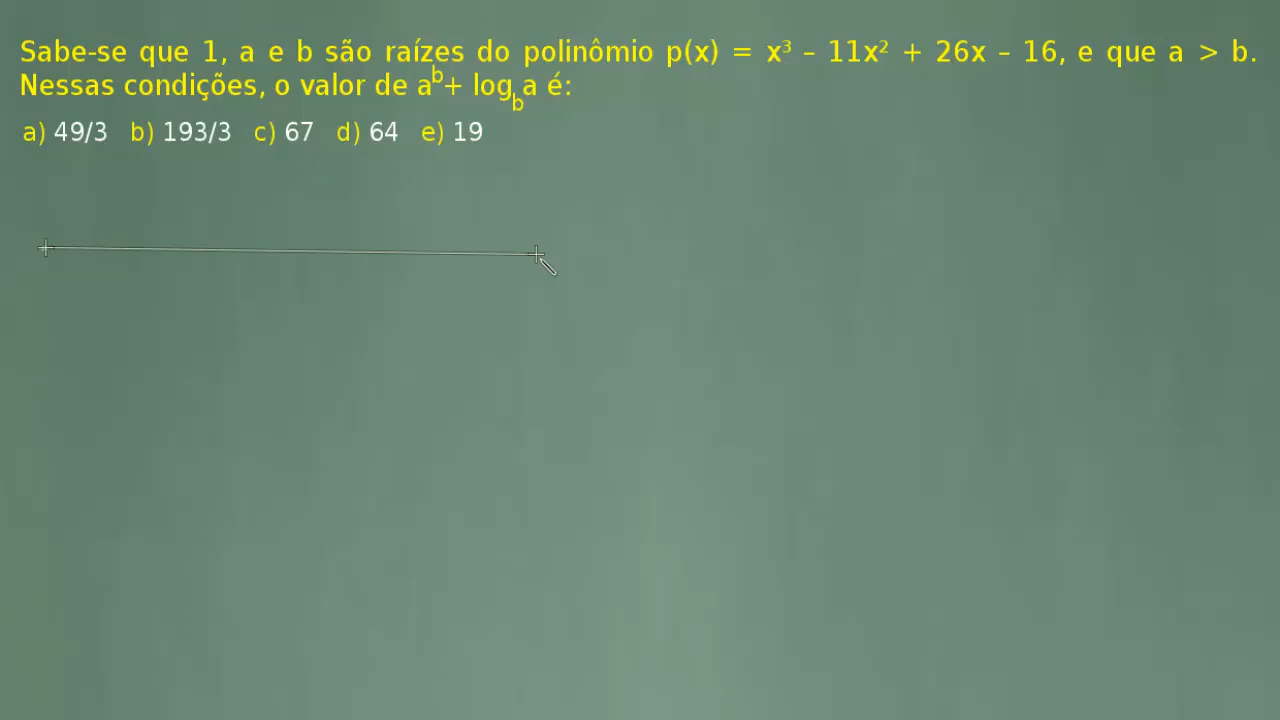 Sabe-se que 1, a e b são raízes do polinômio p(x) = x³ – 11x² + 26x – 16, e que a > b.
Nessas condições, o valor de aᵇ+ log_b a é:
a) 49/3 b) 193/3 c) 67 d) 64 e) 19